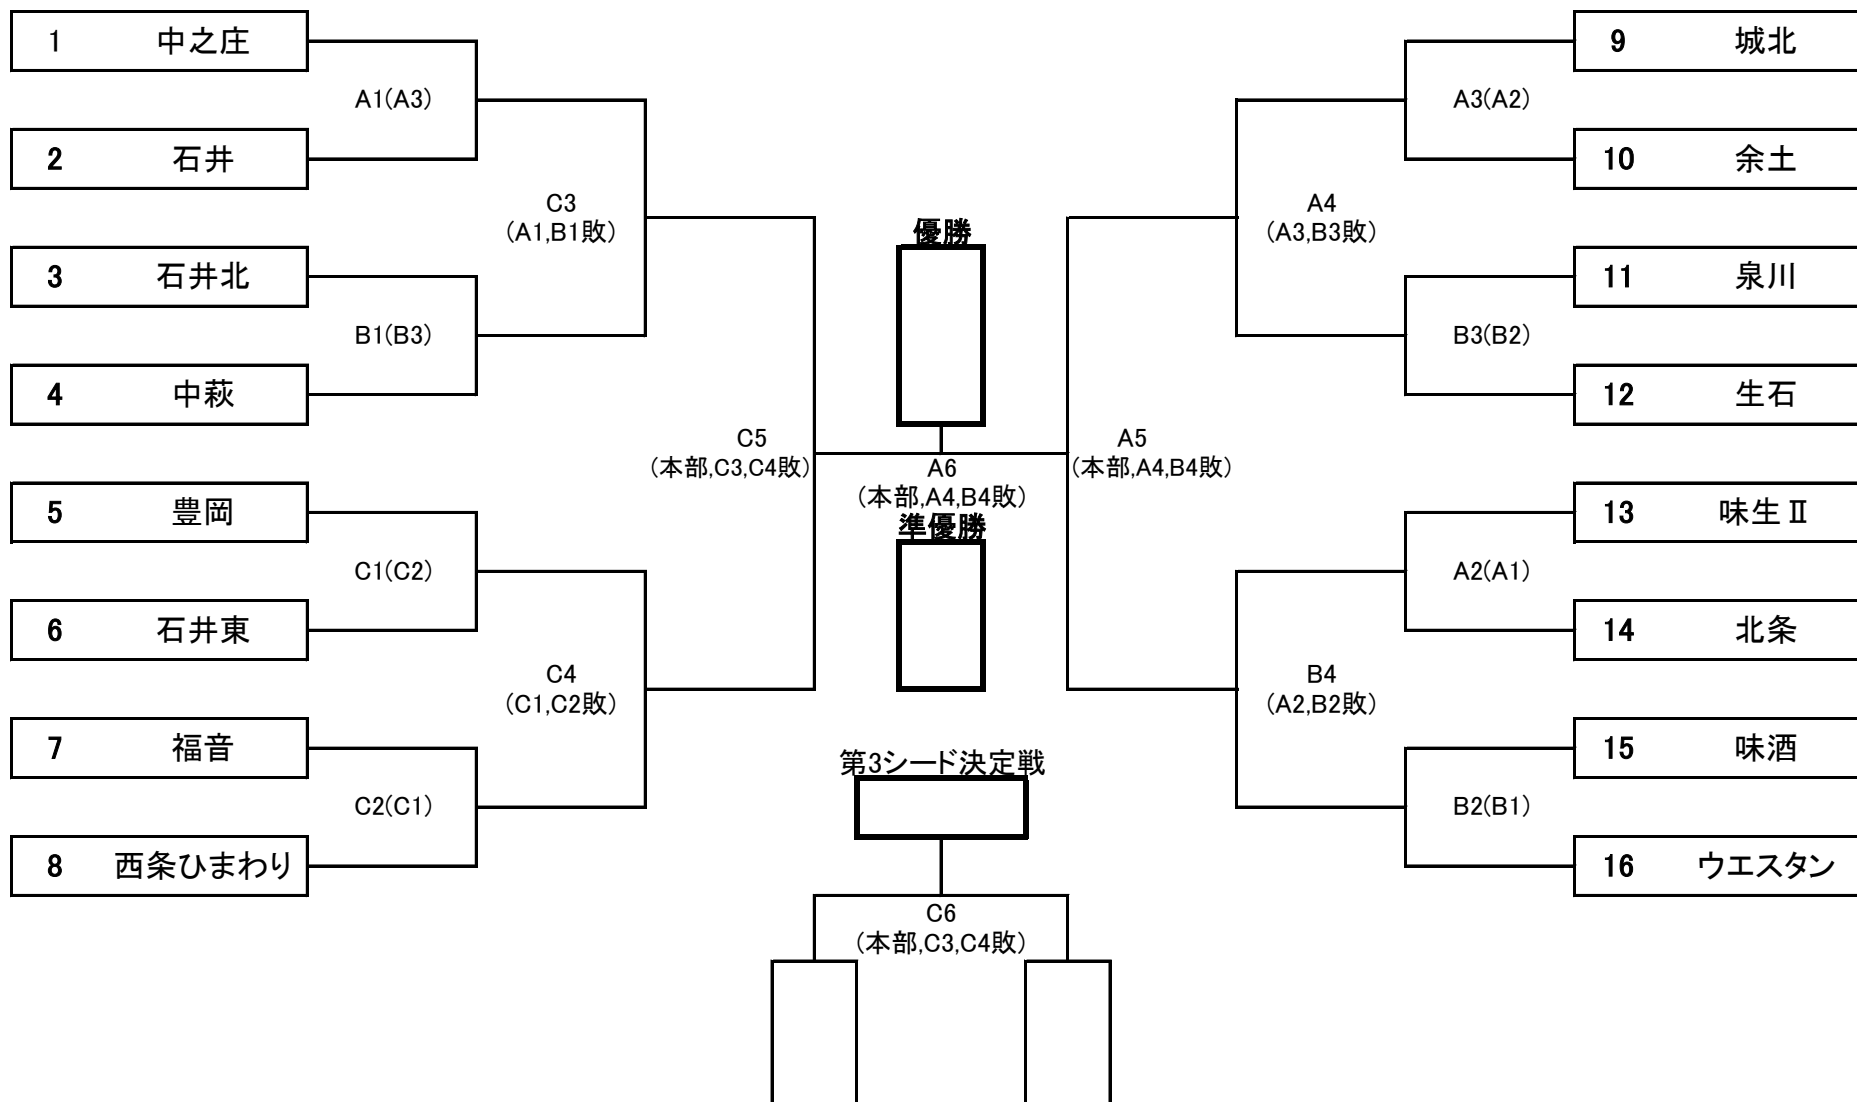 1 中之庄
A1(A3)
2 石井
C3
(A1,B1敗)
3 石井北
B1(B3)
4 中萩
C5
(本部,C3,C4敗)
5 豊岡
C1(C2)
6 石井東
C4
(C1,C2敗)
7 福音
C2(C1)
8 西条ひまわり
優勝
A6
(本部,A4,B4敗)
準優勝
第3シード決定戦
C6
(本部,C3,C4敗)
9 城北
A3(A2)
10 余土
A4
(A3,B3敗)
11 泉川
B3(B2)
12 生石
A5
(本部,A4,B4敗)
13 味生Ⅱ
A2(A1)
14 北条
B4
(A2,B2敗)
15 味酒
B2(B1)
16 ウエスタン